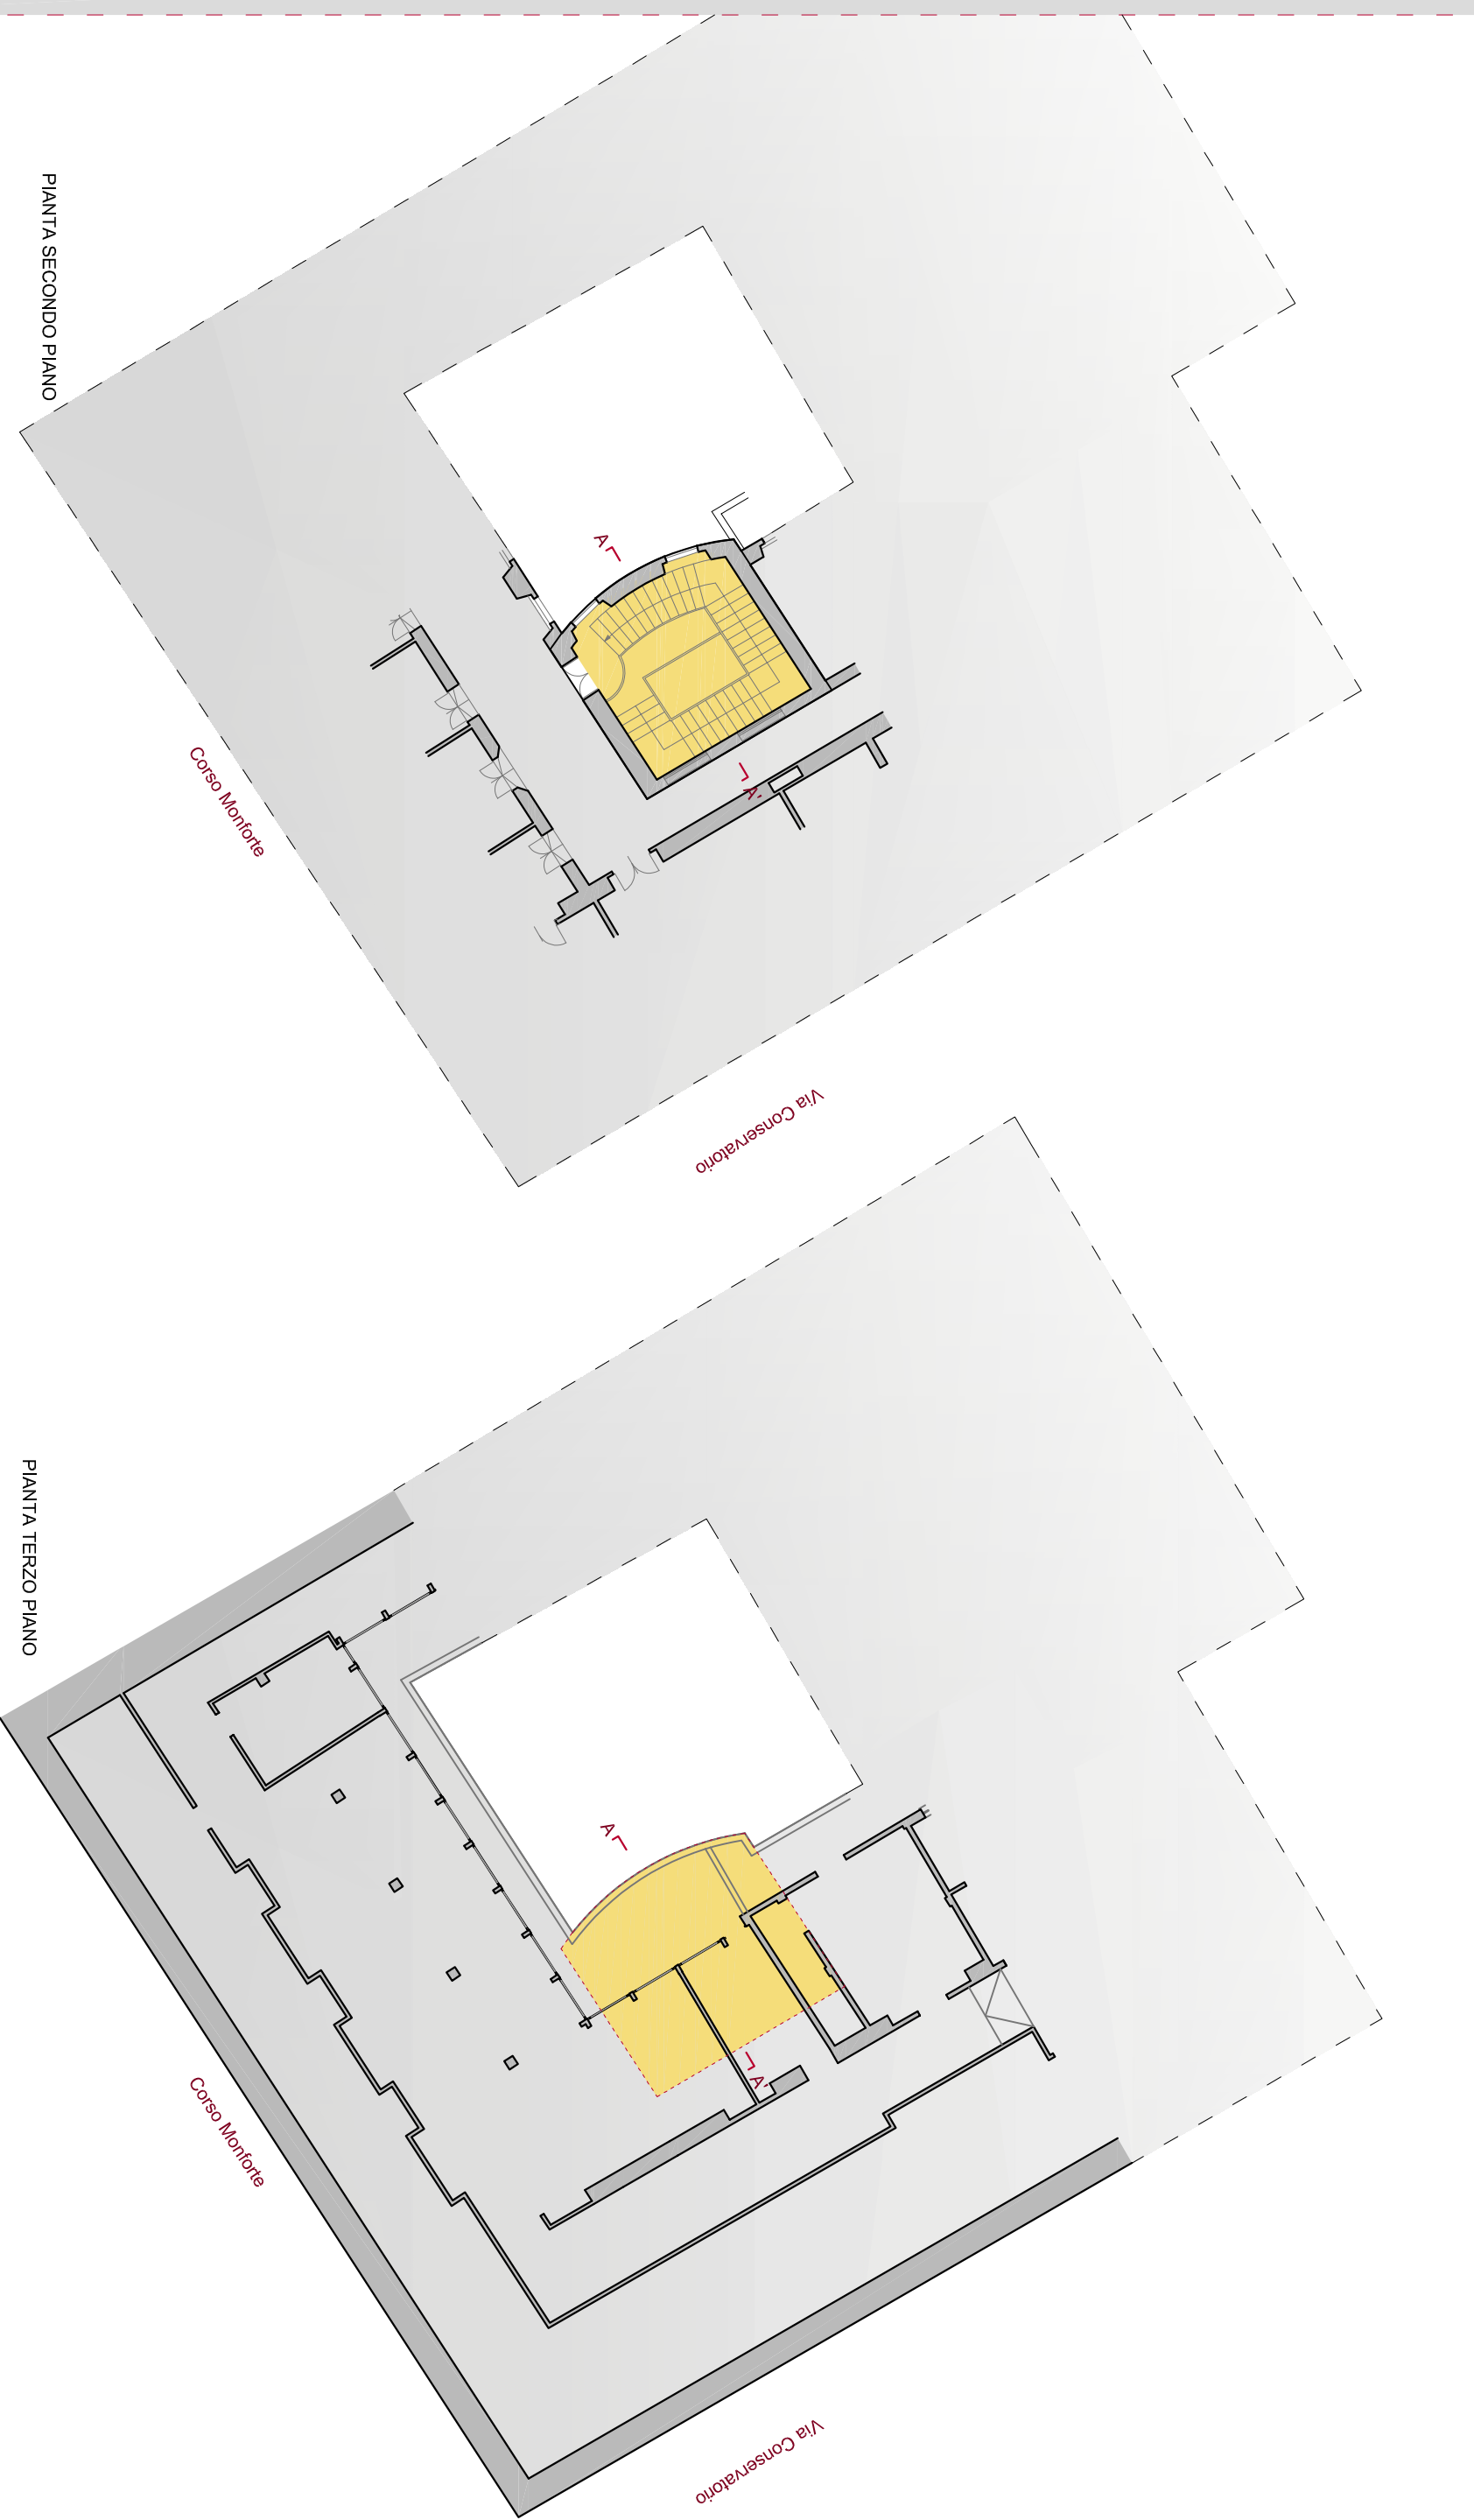 PIANTA SECONDO PIANO
A
A'
Corso Monforte
Via Conservatorio
PIANTA TERZO PIANO
A
A'
Corso Monforte
Via Conservatorio